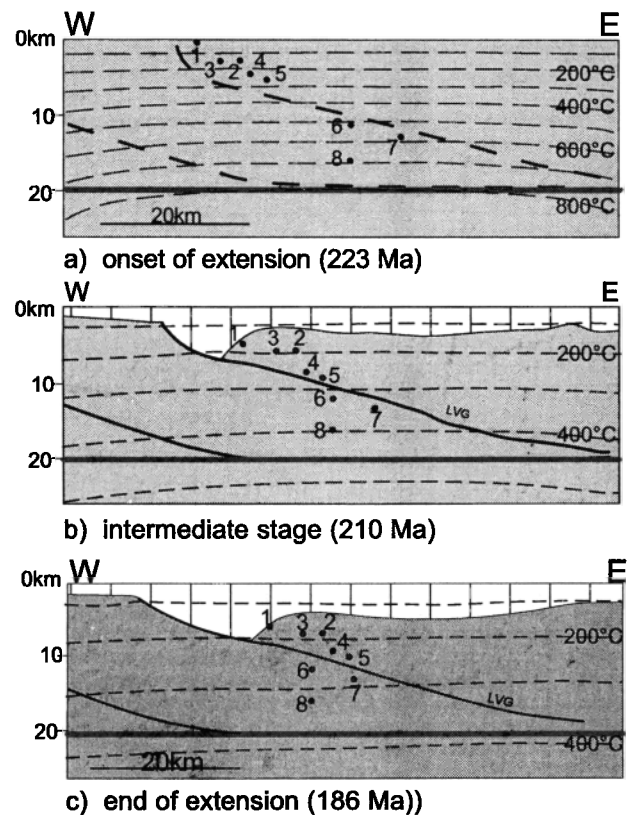 W E
0km
1
3 2 4
5
200°C
400°C
10
6
7
600°C
8
20
800°C
20km
a) onset of extension (223 Ma)
W E
0km
1
3 2
200°C
4
10
5
6
7
LVG
8
400°C
20
b) intermediate stage (210 Ma)
W E
0km
1
3 2
200°C
4
10
5
6
7
8
LVG
20
400°C
20km
c) end of extension (186 Ma))